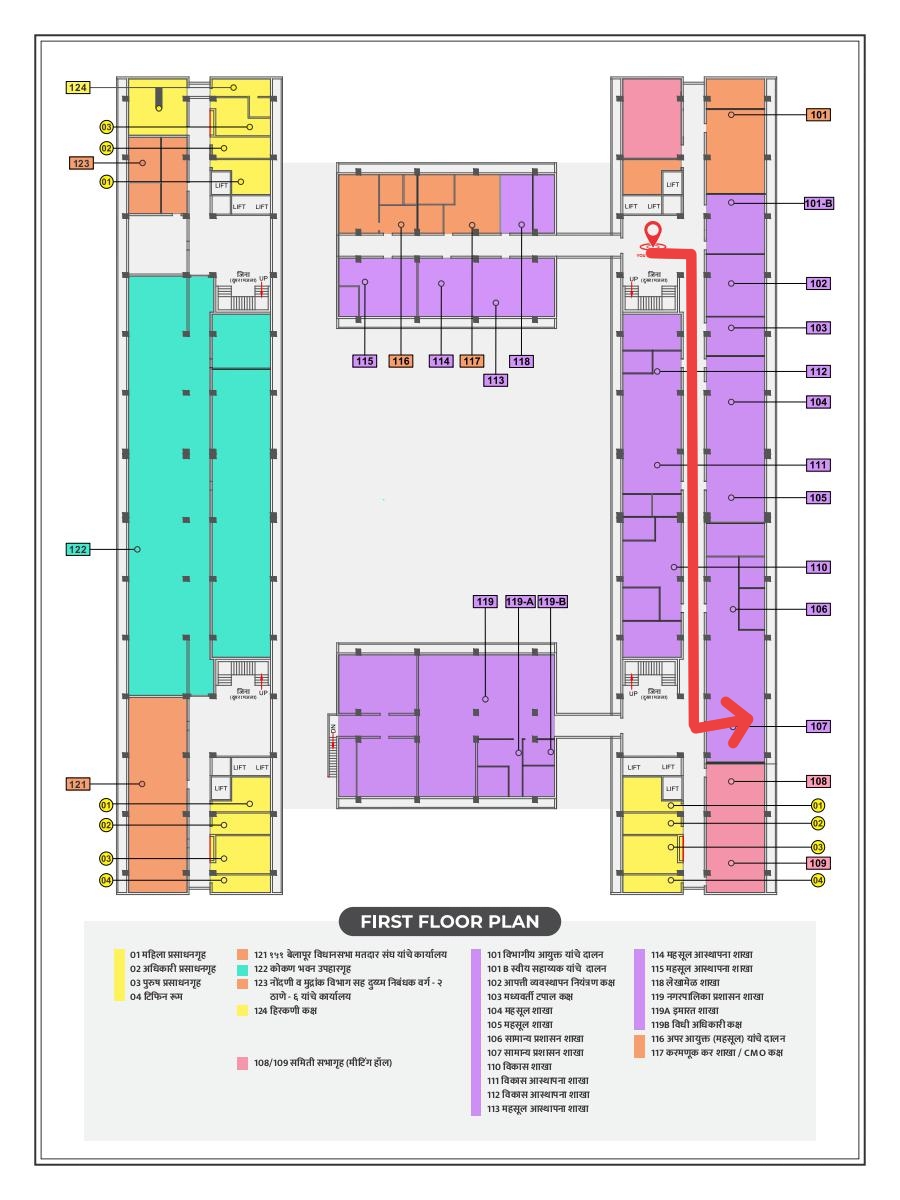 124
03
02
123
01
LIFT
LIFT LIFT
जिना
UP
122
121
LIFT LIFT
LIFT
01
02
03
04
115
116
114
117
118
113
119
119-A
119-B
DN
LIFT
LIFT LIFT
UP
जिना
UP
जिना
LIFT LIFT
LIFT
जिना
UP
101
101-B
102
103
112
104
111
105
110
106
107
108
01
02
03
109
04
FIRST FLOOR PLAN
01 महिला प्रसाधनगृह
02 अधिकारी प्रसाधनगृह
03 पुरुष प्रसाधनगृह
04 टिफिन रूम
121 १५१ बेलापूर विधानसभा मतदार संघ यांचे कार्यालय
122 कोकण भवन उपहारगृह
123 नोंदणी व मुद्रांक विभाग सह दुय्यम निबंधक वर्ग - २
ठाणे - ६ यांचे कार्यालय
124 हिरकणी कक्ष
108/109 समिती सभागृह (मीटिंग हॉल)
101 विभागीय आयुक्त यांचे दालन
101 B स्वीय सहाय्यक यांचे दालन
102 आपत्ती व्यवस्थापन नियंत्रण कक्ष
103 मध्यवर्ती टपाल कक्ष
104 महसूल शाखा
105 महसूल शाखा
106 सामान्य प्रशासन शाखा
107 सामान्य प्रशासन शाखा
110 विकास शाखा
111 विकास आस्थापना शाखा
112 विकास आस्थापना शाखा
113 महसूल आस्थापना शाखा
114 महसूल आस्थापना शाखा
115 महसूल आस्थापना शाखा
118 लेखामेळ शाखा
119 नगरपालिका प्रशासन शाखा
119A इमारत शाखा
119B विधी अधिकारी कक्ष
116 अपर आयुक्त (महसूल) यांचे दालन
117 करमणूक कर शाखा / CMO कक्ष